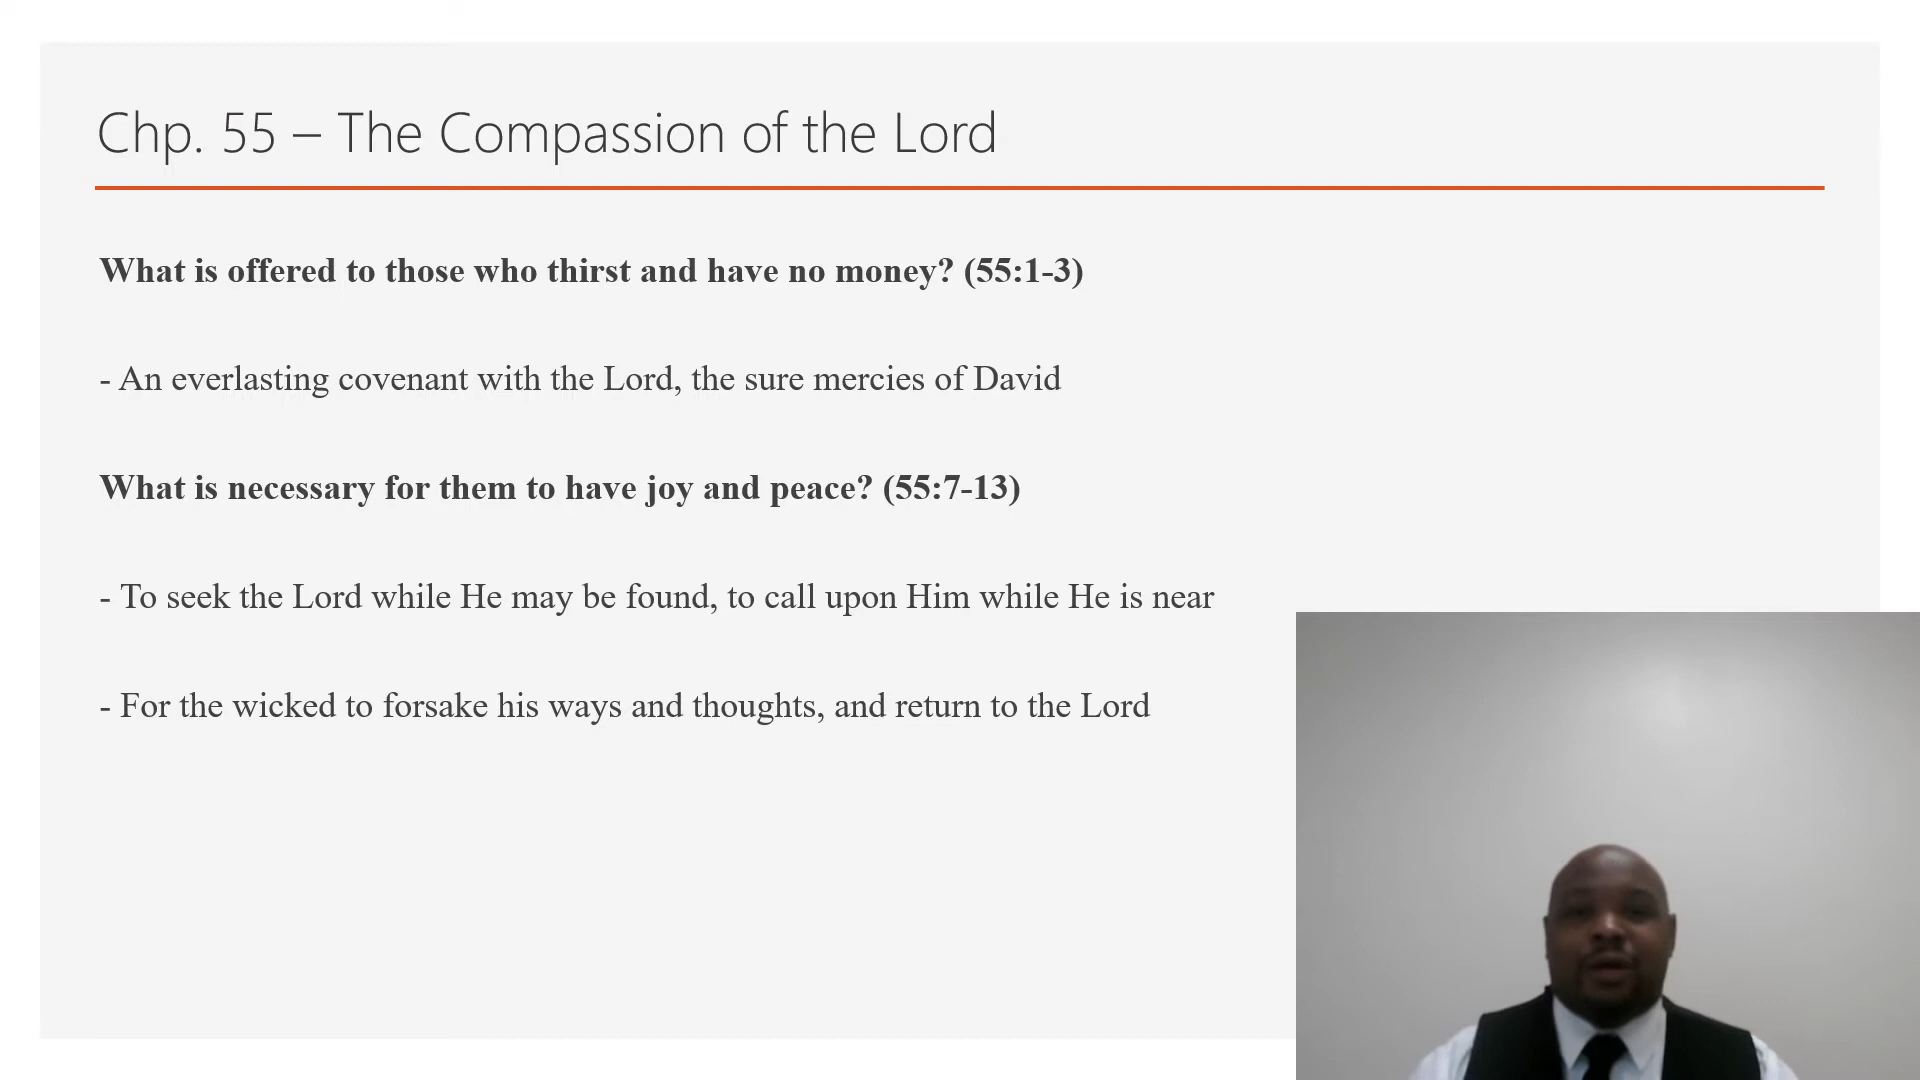 Chp. 55 – The Compassion of the Lord
What is offered to those who thirst and have no money? (55:1-3)
- An everlasting covenant with the Lord, the sure mercies of David
What is necessary for them to have joy and peace? (55:7-13)
- To seek the Lord while He may be found, to call upon Him while He is near
- For the wicked to forsake his ways and thoughts, and return to the Lord